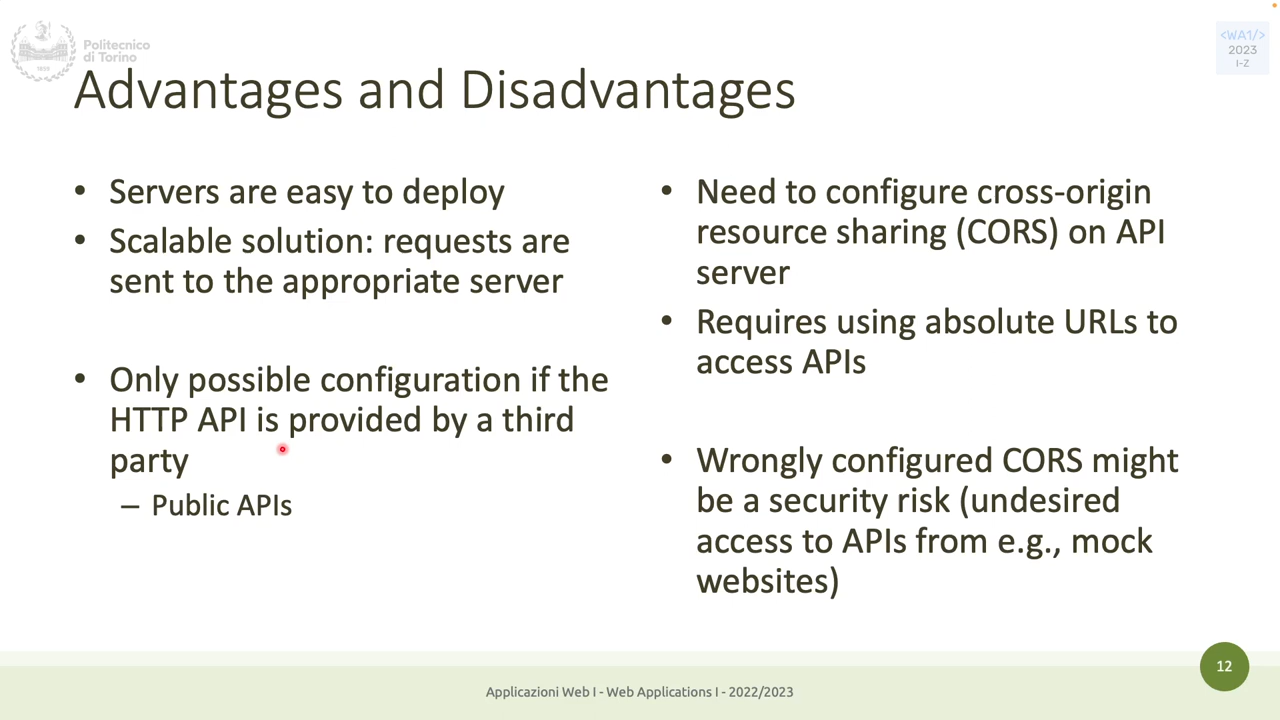 Politecnico
di Torino
1859
<WA1/>
2023
I-Z
Advantages and Disadvantages
• Servers are easy to deploy
• Scalable solution: requests are
sent to the appropriate server
• Only possible configuration if the
HTTP API is provided by a third
party
– Public APIs
• Need to configure cross-origin
resource sharing (CORS) on API
server
• Requires using absolute URLs to
access APIs
• Wrongly configured CORS might
be a security risk (undesired
access to APIs from e.g., mock
websites)
12
Applicazioni Web I - Web Applications I - 2022/2023